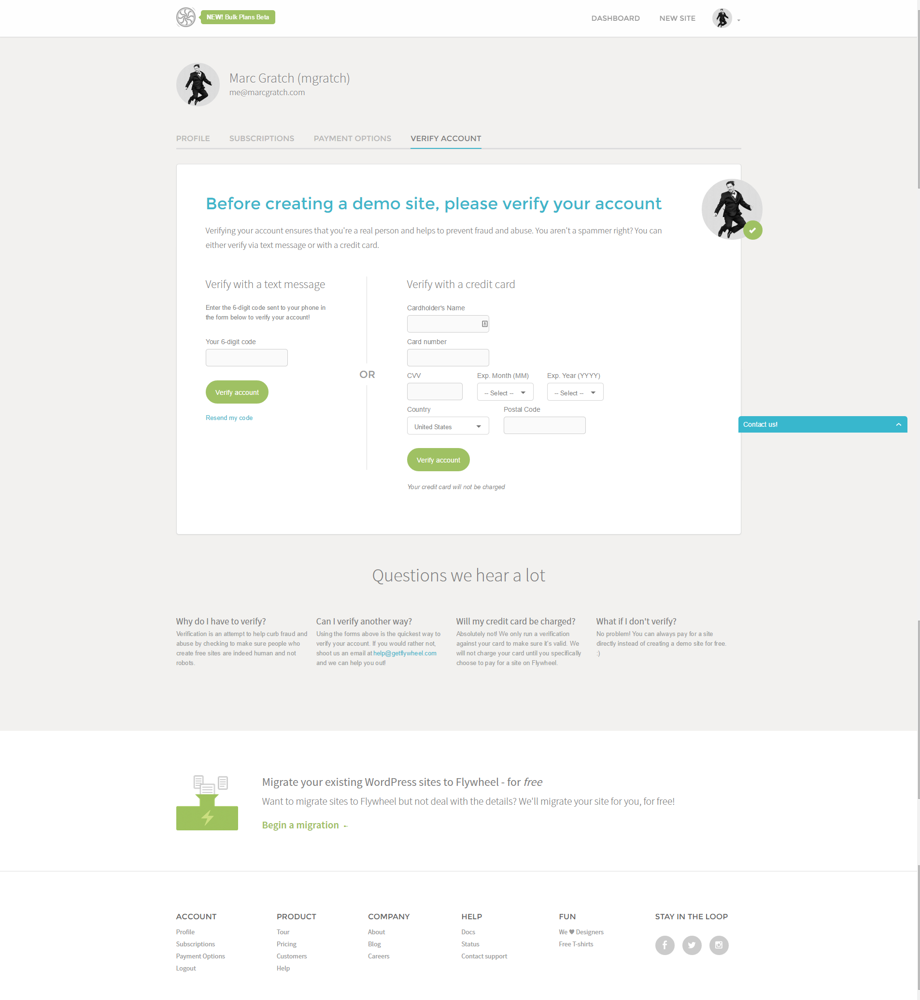 NEW! Bulk Plans Beta
DASHBOARD
NEW SITE
Marc Gratch (mgratch)
me@marcgratch.com
PROFILE
SUBSCRIPTIONS
PAYMENT OPTIONS
VERIFY ACCOUNT
Before creating a demo site, please verify your account
Verifying your account ensures that you're a real person and helps to prevent fraud and abuse. You aren't a spammer right? You can
either verify via text message or with a credit card.
Verify with a text message
Enter the 6-digit code sent to your phone in
the form below to verify your account!
Your 6-digit code
Verify account
Resend my code
OR
Verify with a credit card
Cardholder's Name
Card number
CVV
Exp. Month (MM)
Exp. Year (YYYY)
-- Select --
-- Select --
Country
Postal Code
United States
Verify account
Your credit card will not be charged
Contact us!
Questions we hear a lot
Why do I have to verify?
Verification is an attempt to help curb fraud and
abuse by checking to make sure people who
create free sites are indeed human and not
robots.
Can I verify another way?
Using the forms above is the quickest way to
verify your account. If you would rather not,
shoot us an email at help@getflywheel.com
and we can help you out!
Will my credit card be charged?
Absolutely not! We only run a verification
against your card to make sure it's valid. We
will not charge your card until you specifically
choose to pay for a site on Flywheel.
What if I don't verify?
No problem! You can always pay for a site
directly instead of creating a demo site for free.
:)
Migrate your existing WordPress sites to Flywheel - for free
Want to migrate sites to Flywheel but not deal with the details? We'll migrate your site for you, for free!
Begin a migration
ACCOUNT
Profile
Subscriptions
Payment Options
Logout
PRODUCT
Tour
Pricing
Customers
Help
COMPANY
About
Blog
Careers
HELP
Docs
Status
Contact support
FUN
We ♥ Designers
Free T-shirts
STAY IN THE LOOP